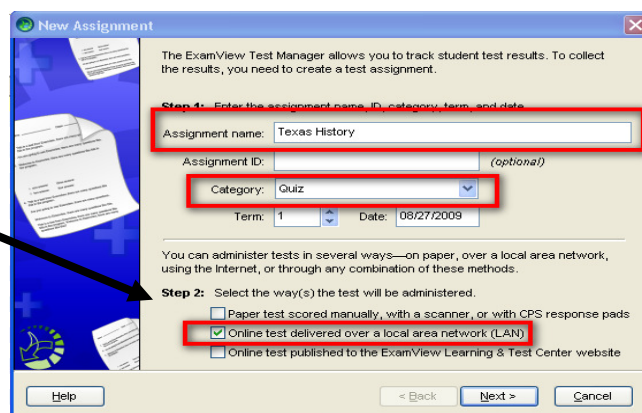 New Assignment
The ExamView Test Manager allows you to track student test results. To collect
the results, you need to create a test assignment.
Step 1: Enter the assignment name, ID, category, term, and date.
Assignment name: Texas History
Assignment ID: (optional)
Category: Quiz
Term: 1 Date: 08/27/2009
You can administer tests in several ways—on paper, over a local area network,
using the Internet, or through any combination of these methods.
Step 2: Select the way(s) the test will be administered.
Paper test scored manually, with a scanner, or with CPS response pads
Online test delivered over a local area network (LAN)
Online test published to the ExamView Learning & Test Center website
Help < Back Next > Cancel